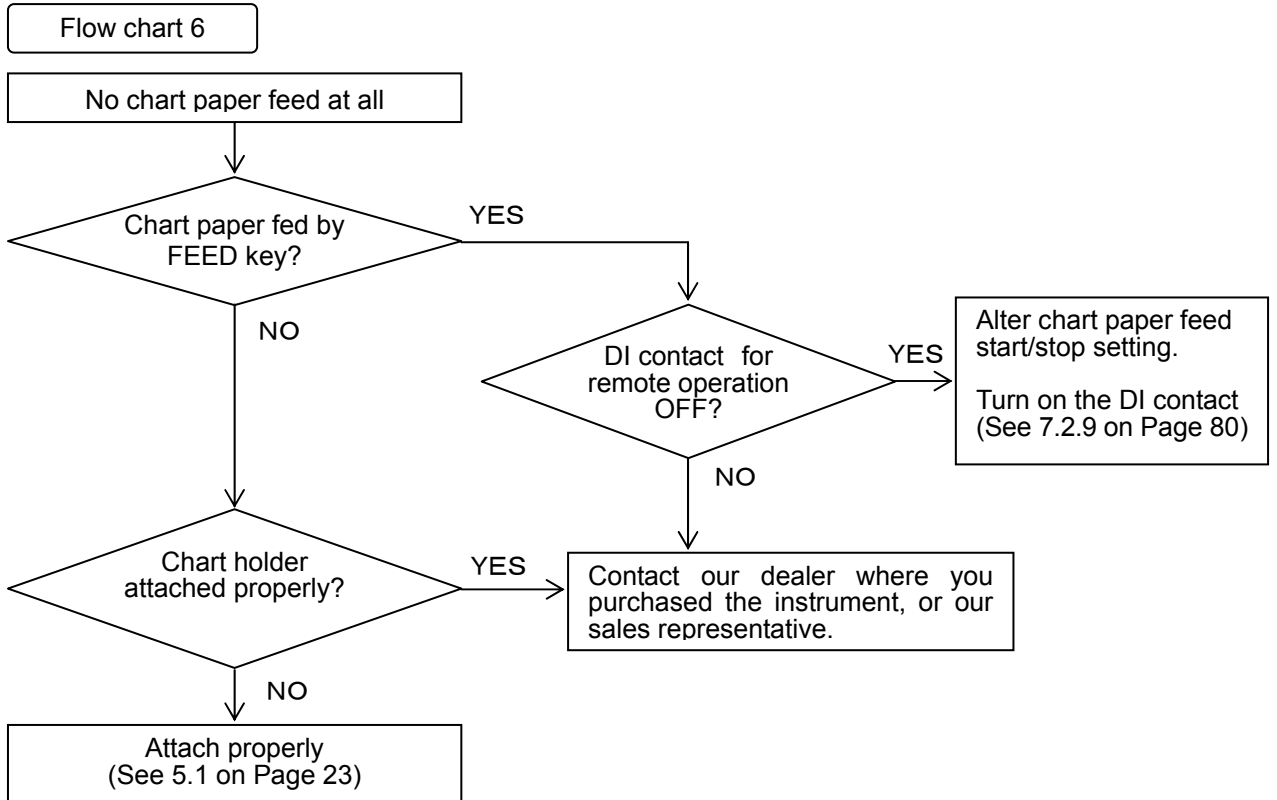 Flow chart 6
No chart paper feed at all
Chart paper fed by
FEED key?
YES
NO
DI contact for
remote operation
OFF?
YES
Alter chart paper feed
start/stop setting.
Turn on the DI contact
(See 7.2.9 on Page 80)
NO
Chart holder
attached properly?
YES
Contact our dealer where you
purchased the instrument, or our
sales representative.
NO
Attach properly
(See 5.1 on Page 23)